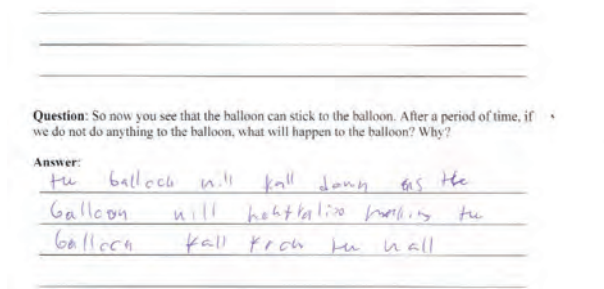 Question: So now you see that the balloon can stick to the balloon. After a period of time, if
we do not do anything to the balloon, what will happen to the balloon? Why?
Answer:
the balloon will fall down as the
balloon will the
balloon fall from the wall